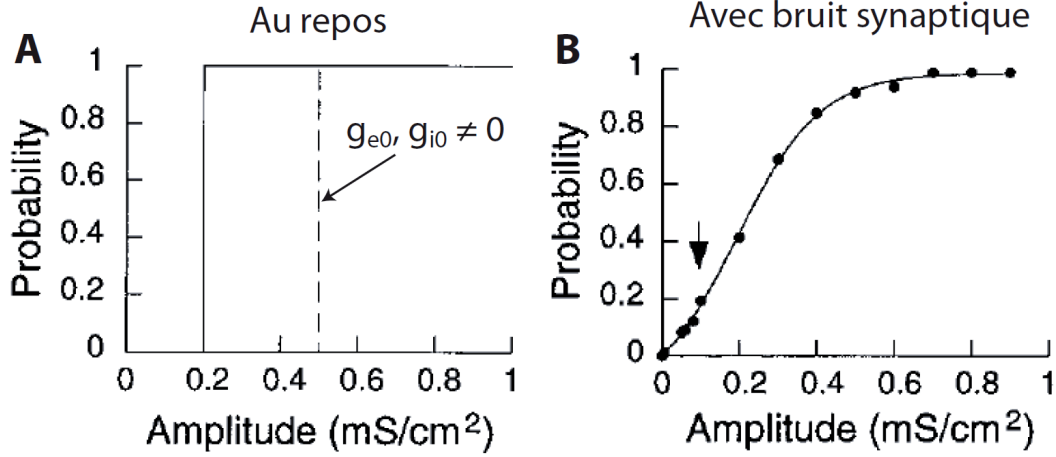 Au repos
Avec bruit synaptique
A
Probability
1
0.8
0.6
0.4
0.2
0
g_e0, g_i0 ≠ 0
0 0.2 0.4 0.6 0.8 1
Amplitude (mS/cm²)
B
Probability
1
0.8
0.6
0.4
0.2
0
0 0.2 0.4 0.6 0.8 1
Amplitude (mS/cm²)